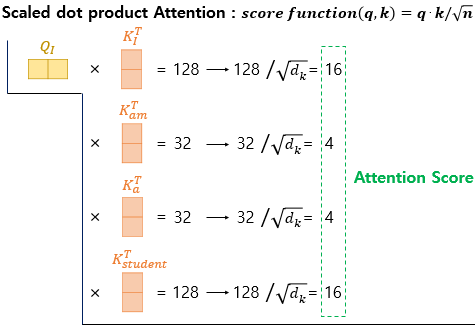 Scaled dot product Attention : score function(q, k) = q · k/√n
Q_I × K_I^T = 128 → 128 /√d_k = 16
× K_am^T = 32 → 32 /√d_k = 4
× K_a^T = 32 → 32 /√d_k = 4
Attention Score
× K_student^T = 128 → 128 /√d_k = 16